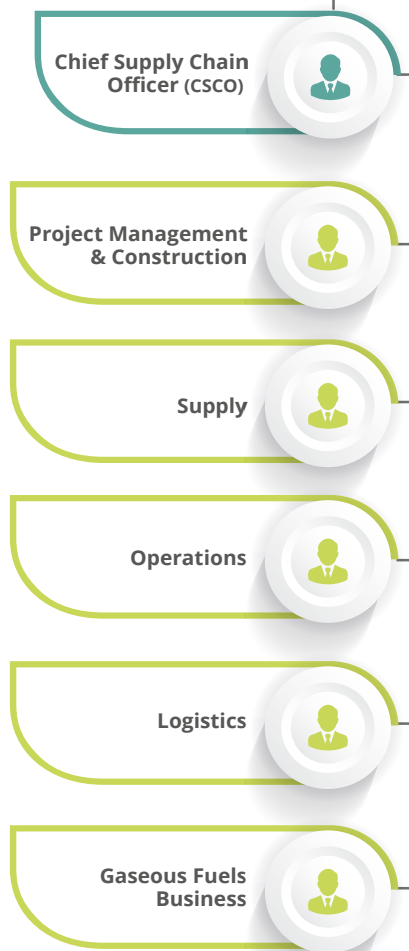 Chief Supply Chain
Officer (CSCO)
Project Management
& Construction
Supply
Operations
Logistics
Gaseous Fuels
Business